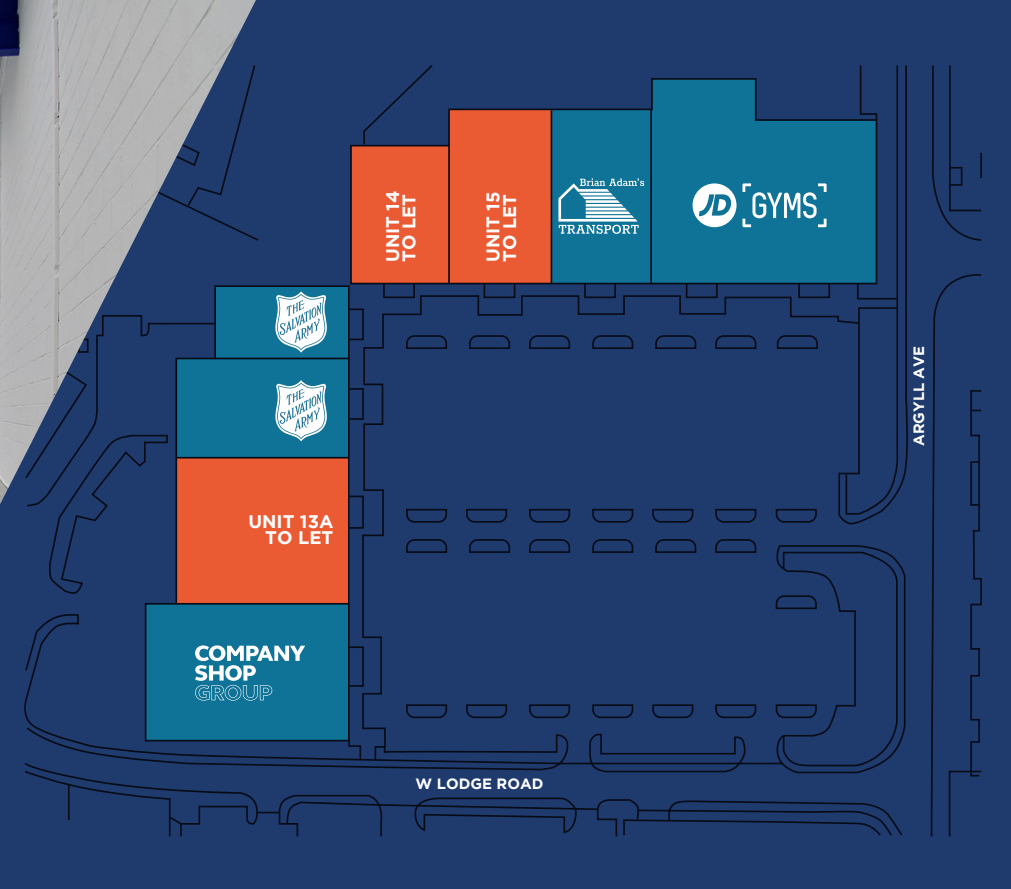 UNIT 14
TO LET
UNIT 15
TO LET
Brian Adam's
TRANSPORT
JD [GYMS]
THE
SALVATION
ARMY
THE
SALVATION
ARMY
UNIT 13A
TO LET
COMPANY
SHOP
GROUP
ARGYLL AVE
W LODGE ROAD